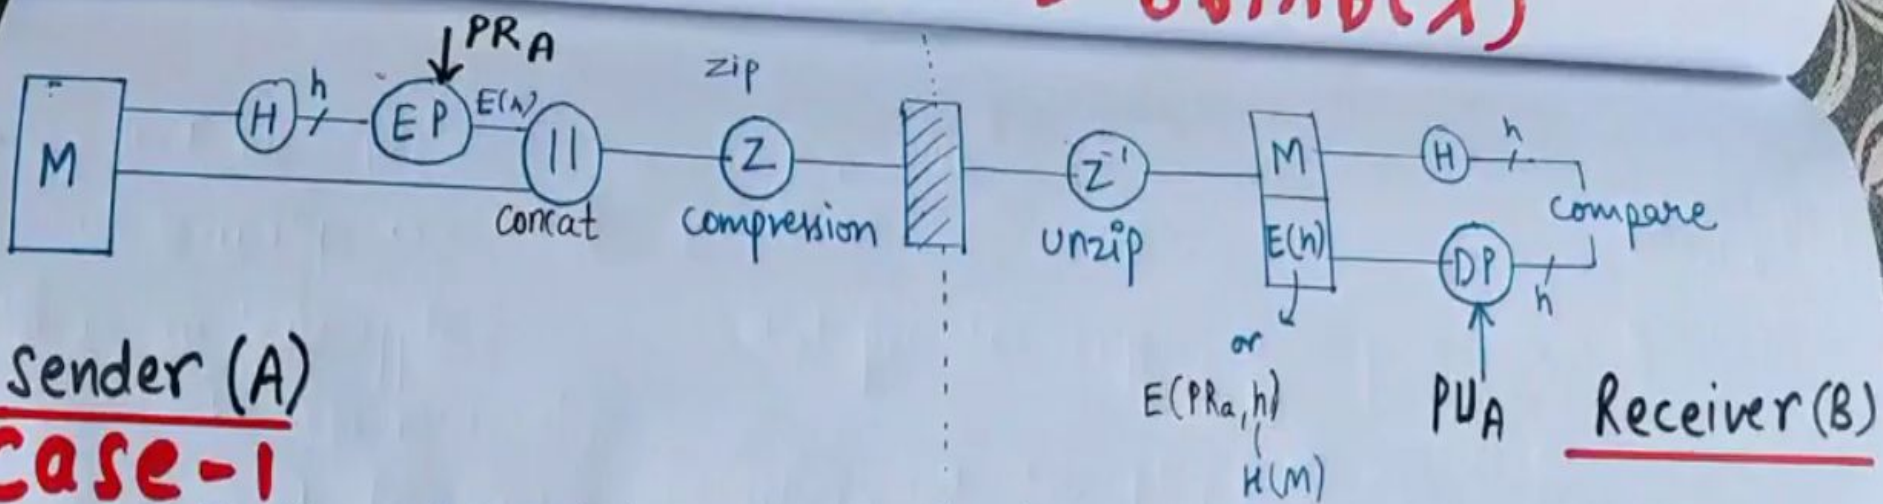 PRA
zip
M H h EP E(h) || Z Z⁻¹ M H h
concat compression unzip E(h) DP h compare
or
E(PRa,h) PUA
H(M)
sender (A) Receiver (B)
case-1